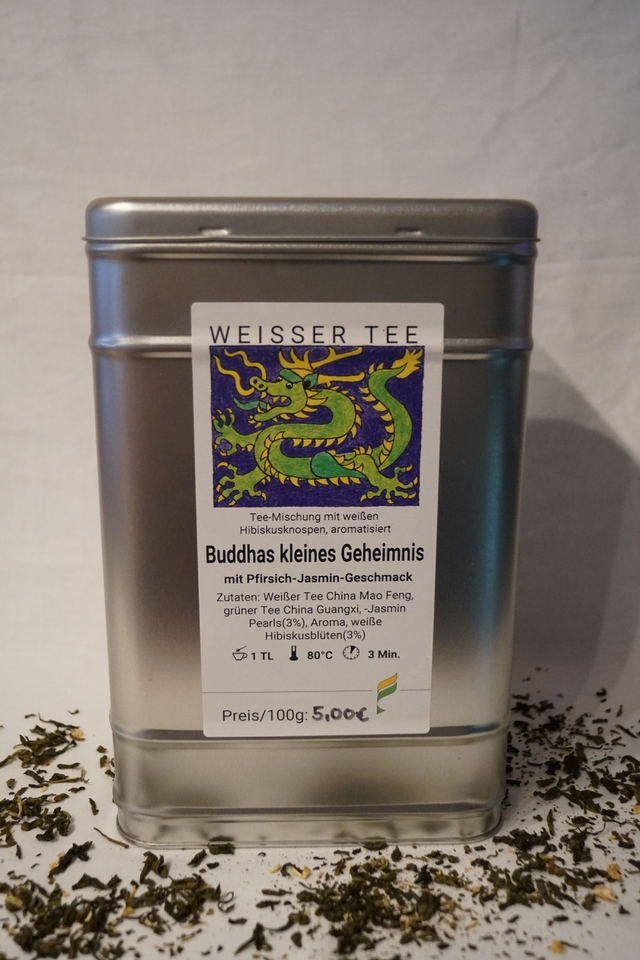 WEISSER TEE
Tee-Mischung mit weißen
Hibiskusknospen, aromatisiert
Buddhas kleines Geheimnis
mit Pfirsich-Jasmin-Geschmack
Zutaten: Weißer Tee China Mao Feng,
grüner Tee China Guangxi, -Jasmin
Pearls(3%), Aroma, weiße
Hibiskusblüten(3%)
1 TL 80°C 3 Min.
Preis/100g: 5,00€